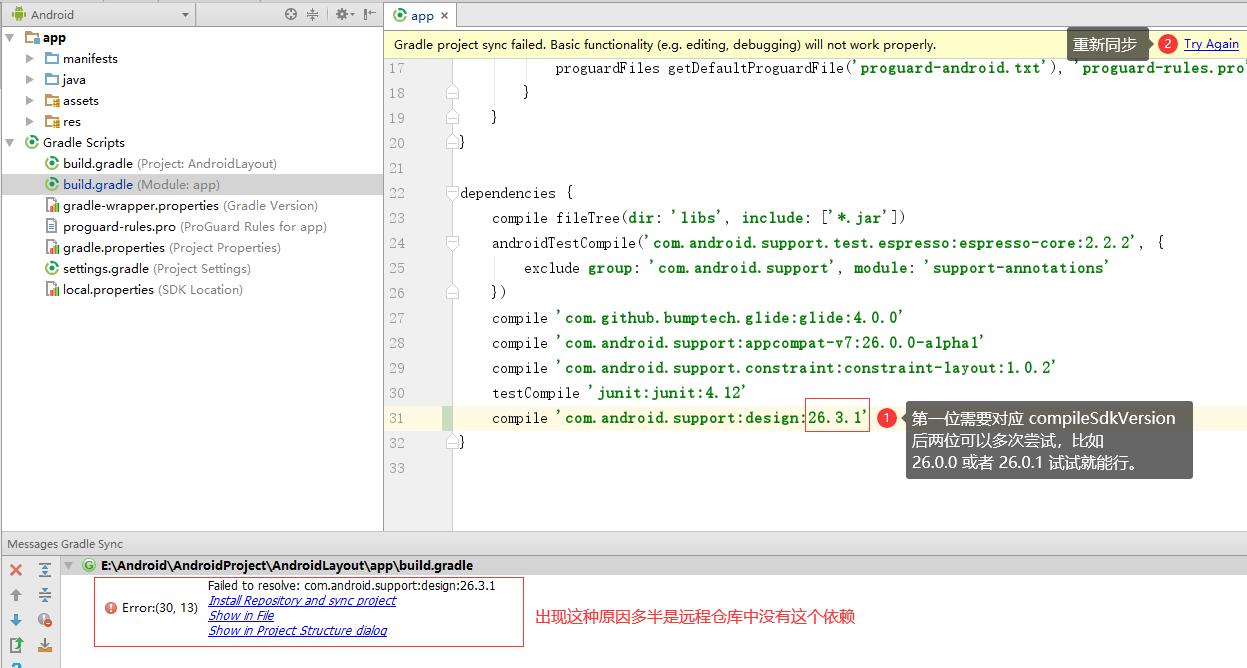 Android
app
app
manifests
java
assets
res
Gradle Scripts
build.gradle (Project: AndroidLayout)
build.gradle (Module: app)
gradle-wrapper.properties (Gradle Version)
proguard-rules.pro (ProGuard Rules for app)
gradle.properties (Project Properties)
settings.gradle (Project Settings)
local.properties (SDK Location)
Gradle project sync failed. Basic functionality (e.g. editing, debugging) will not work properly.
重新同步 2 Try Again
17 proguardFiles getDefaultProguardFile('proguard-android.txt'), 'proguard-rules.pro'
18 }
19 }
20 }
21
22 dependencies {
23 compile fileTree(dir: 'libs', include: ['*.jar'])
24 androidTestCompile('com.android.support.test.espresso:espresso-core:2.2.2', {
25 exclude group: 'com.android.support', module: 'support-annotations'
26 })
27 compile 'com.github.bumptech.glide:glide:4.0.0'
28 compile 'com.android.support:appcompat-v7:26.0.0-alpha1'
29 compile 'com.android.support.constraint:constraint-layout:1.0.2'
30 testCompile 'junit:junit:4.12'
31 compile 'com.android.support:design:26.3.1'
32 }
33
1 第一位需要对应 compileSdkVersion
后两位可以多次尝试，比如
26.0.0 或者 26.0.1 试试就能行。
Messages Gradle Sync
E:\Android\AndroidProject\AndroidLayout\app\build.gradle
Error:(30, 13) Failed to resolve: com.android.support:design:26.3.1
Install Repository and sync project
Show in File
Show in Project Structure dialog
出现这种原因多半是远程仓库中没有这个依赖